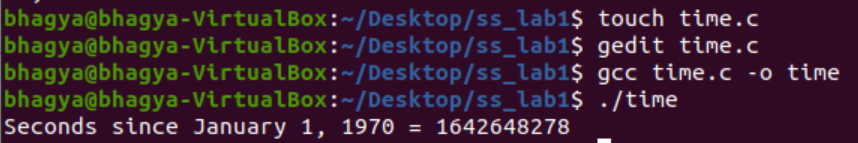 bhagya@bhagya-VirtualBox:~/Desktop/ss_lab1$ touch time.c
bhagya@bhagya-VirtualBox:~/Desktop/ss_lab1$ gedit time.c
bhagya@bhagya-VirtualBox:~/Desktop/ss_lab1$ gcc time.c -o time
bhagya@bhagya-VirtualBox:~/Desktop/ss_lab1$ ./time
Seconds since January 1, 1970 = 1642648278